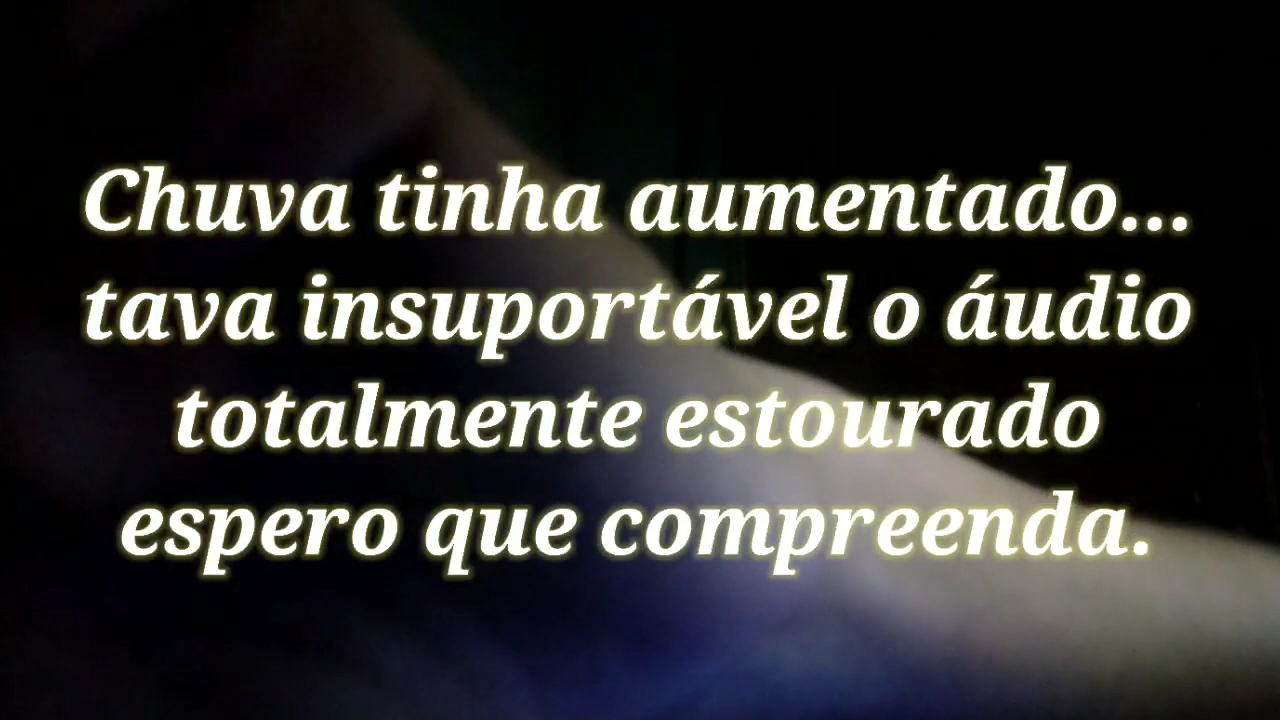 Chuva tinha aumentado...
tava insuportável o áudio
totalmente estourado
espero que compreenda.